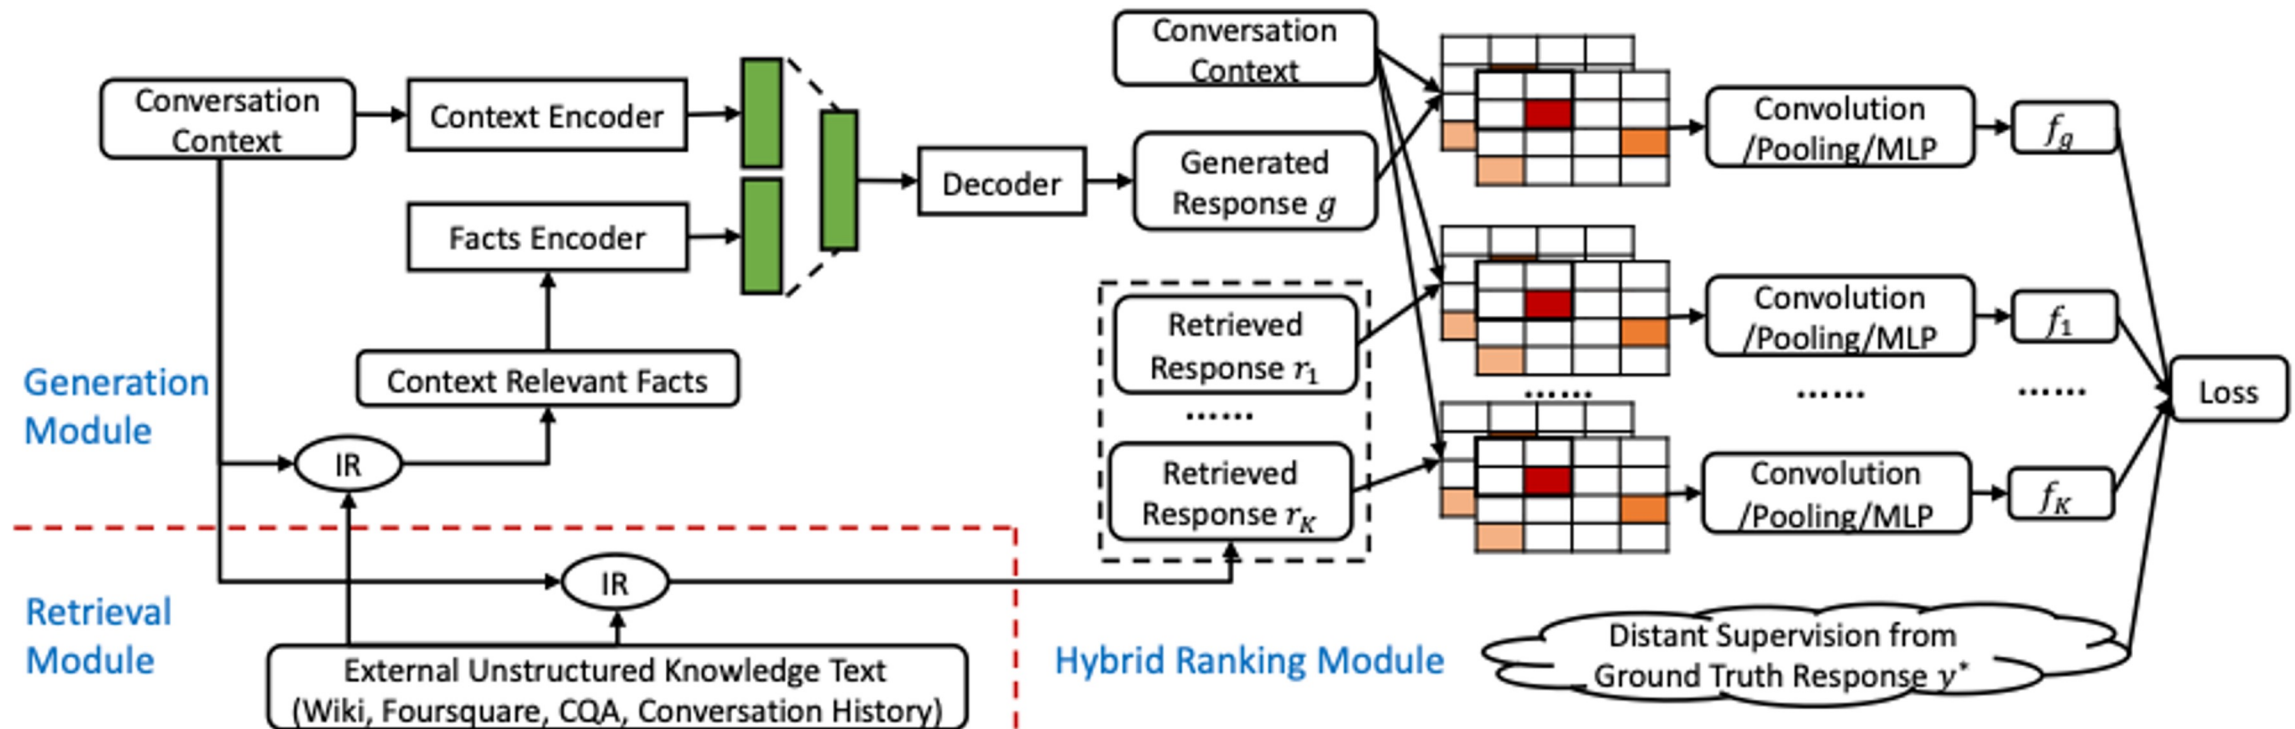 Conversation
Context
Context Encoder
Facts Encoder
Context Relevant Facts
IR
Generation
Module
Decoder
Conversation
Context
Generated
Response g
Retrieved
Response r₁
......
Retrieved
Response r_K
Convolution
/Pooling/MLP
f_g
Convolution
/Pooling/MLP
f₁
......
......
......
Convolution
/Pooling/MLP
f_K
Loss
IR
Retrieval
Module
External Unstructured Knowledge Text
(Wiki, Foursquare, CQA, Conversation History)
Hybrid Ranking Module
Distant Supervision from
Ground Truth Response y*